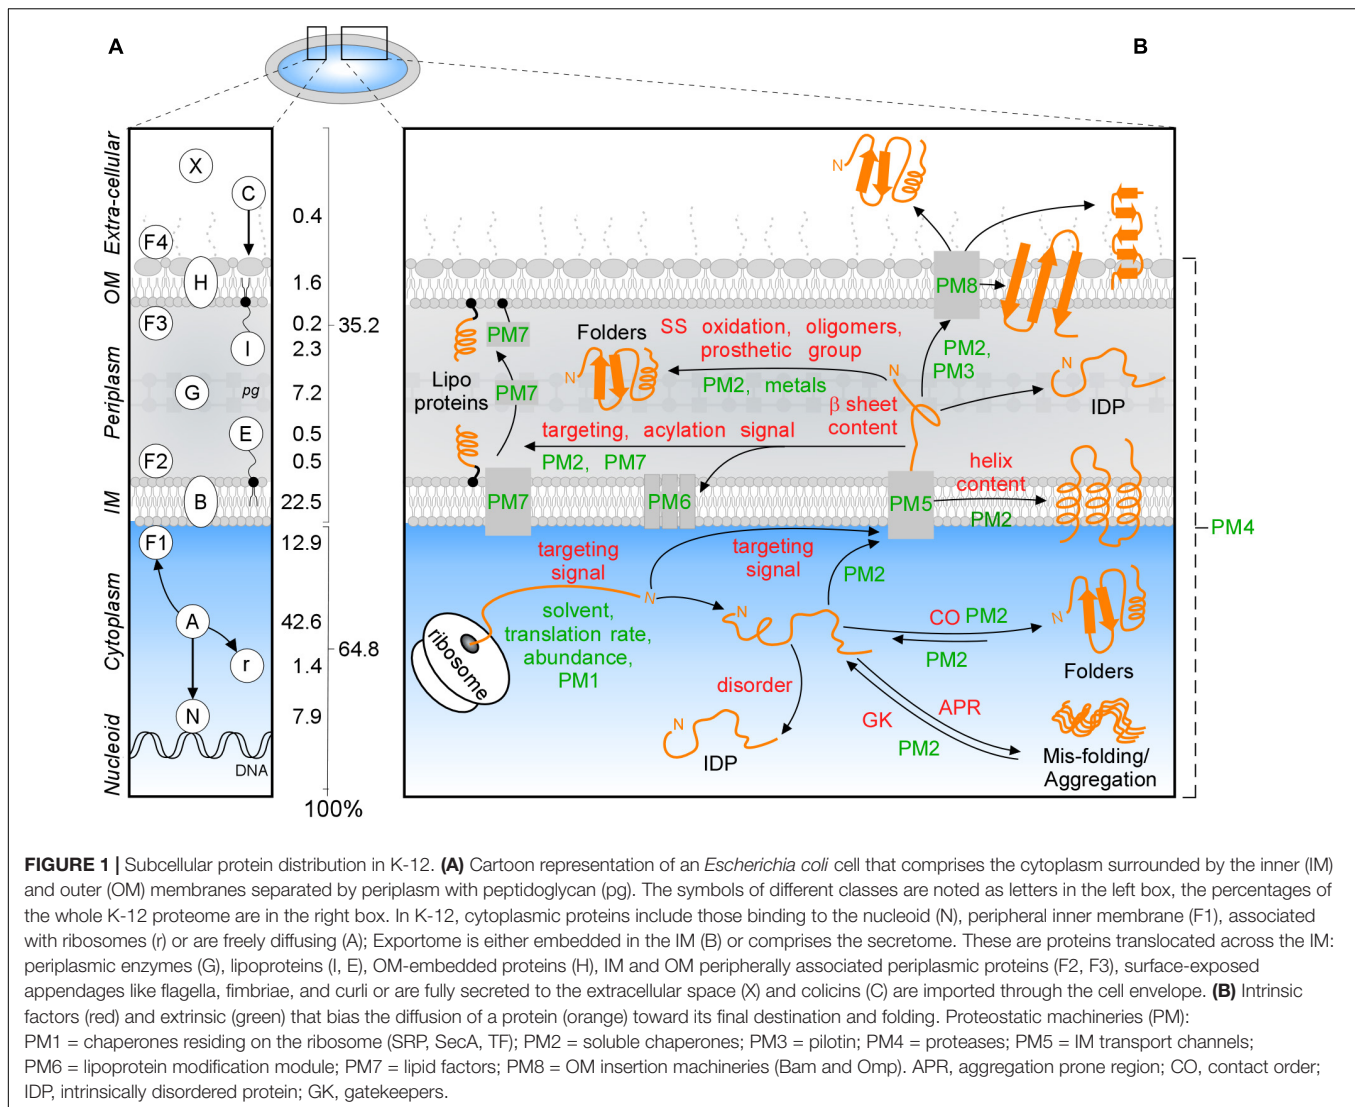 A
B
Extra-cellular
OM
Periplasm
IM
Cytoplasm
Nucleoid
X
C
F4
H
F3
I
G
pg
E
F2
B
F1
A
r
N
DNA
0.4
1.6
0.2
2.3
7.2
0.5
0.5
22.5
12.9
42.6
1.4
7.9
35.2
64.8
100%
N
PM8
PM7
Folders
SS oxidation, oligomers,
prosthetic group
PM2,
PM3
N
N
N
PM2, metals
Lipo
proteins
PM7
β sheet
content
IDP
targeting, acylation signal
PM2, PM7
helix
content
PM7
PM6
PM5
PM2
PM4
targeting
signal
targeting
signal
PM2
N
N
solvent,
translation rate,
abundance,
PM1
ribosome
CO PM2
PM2
N
Folders
disorder
APR
GK
PM2
N
IDP
Mis-folding/
Aggregation
FIGURE 1 | Subcellular protein distribution in K-12. (A) Cartoon representation of an Escherichia coli cell that comprises the cytoplasm surrounded by the inner (IM)
and outer (OM) membranes separated by periplasm with peptidoglycan (pg). The symbols of different classes are noted as letters in the left box, the percentages of
the whole K-12 proteome are in the right box. In K-12, cytoplasmic proteins include those binding to the nucleoid (N), peripheral inner membrane (F1), associated
with ribosomes (r) or are freely diffusing (A); Exportome is either embedded in the IM (B) or comprises the secretome. These are proteins translocated across the IM:
periplasmic enzymes (G), lipoproteins (I, E), OM-embedded proteins (H), IM and OM peripherally associated periplasmic proteins (F2, F3), surface-exposed
appendages like flagella, fimbriae, and curli or are fully secreted to the extracellular space (X) and colicins (C) are imported through the cell envelope. (B) Intrinsic
factors (red) and extrinsic (green) that bias the diffusion of a protein (orange) toward its final destination and folding. Proteostatic machineries (PM):
PM1 = chaperones residing on the ribosome (SRP, SecA, TF); PM2 = soluble chaperones; PM3 = pilotin; PM4 = proteases; PM5 = IM transport channels;
PM6 = lipoprotein modification module; PM7 = lipid factors; PM8 = OM insertion machineries (Bam and Omp). APR, aggregation prone region; CO, contact order;
IDP, intrinsically disordered protein; GK, gatekeepers.